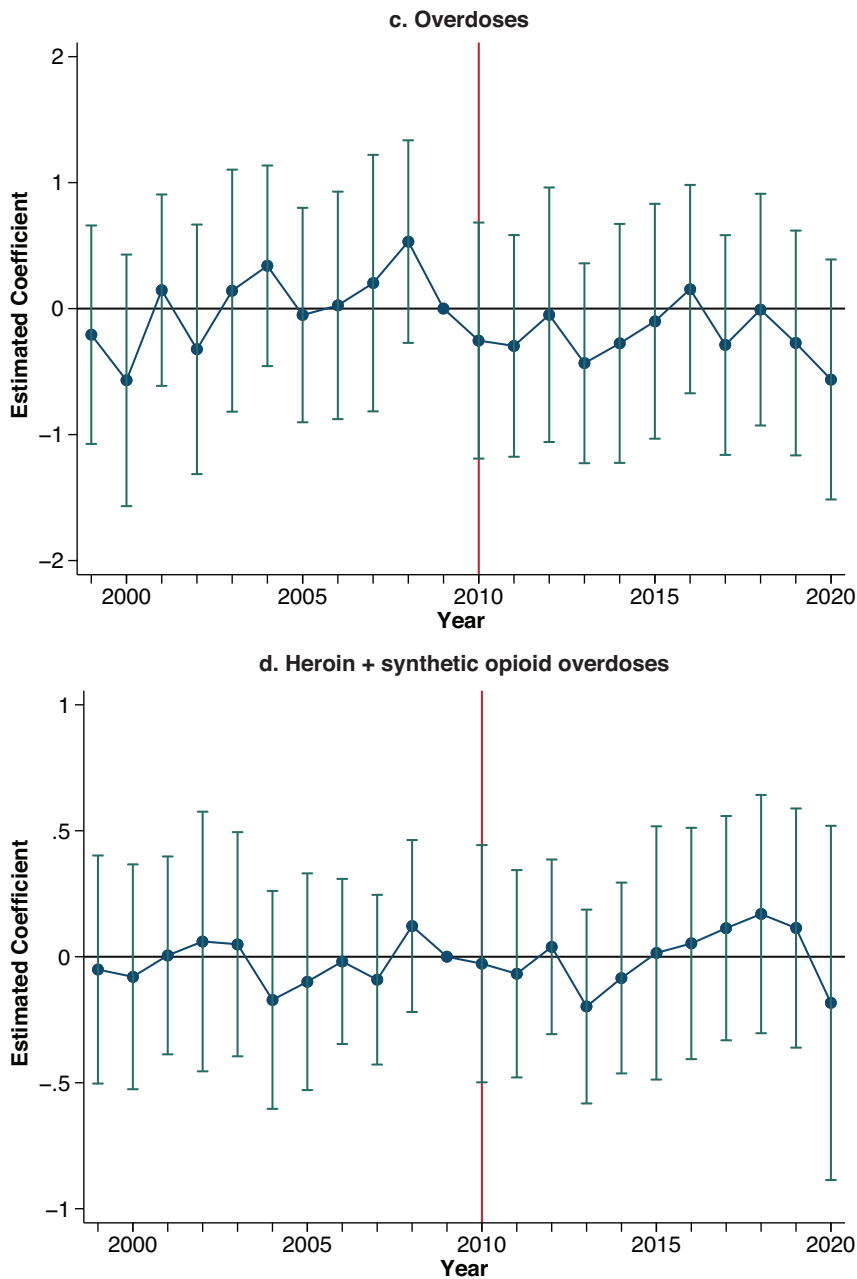 c. Overdoses
2
1
0
−1
−2
Estimated Coefficient
2000 2005 2010 2015 2020
Year
d. Heroin + synthetic opioid overdoses
1
.5
0
−.5
−1
Estimated Coefficient
2000 2005 2010 2015 2020
Year